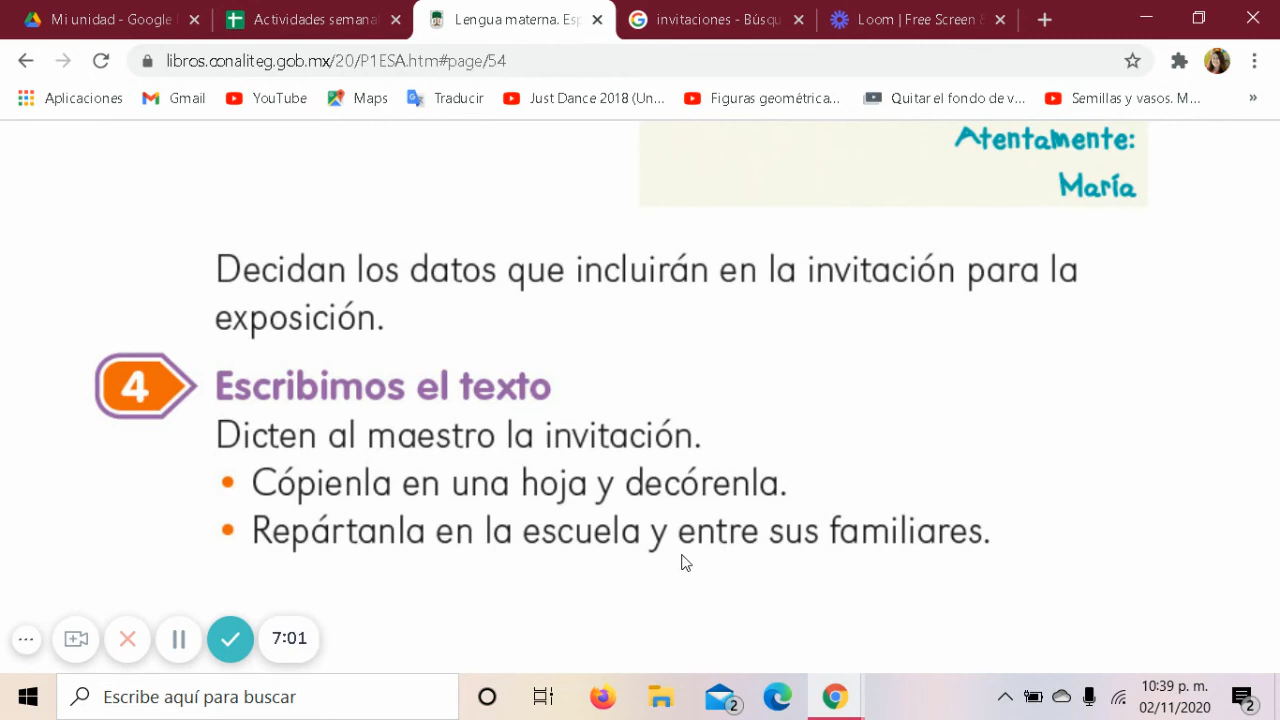 Mi unidad - Google
Actividades semana
Lengua materna. Esp
invitaciones - Búsqu
Loom | Free Screen
libros.conaliteg.gob.mx/20/P1ESA.htm#page/54
Aplicaciones
Gmail
YouTube
Maps
Traducir
Just Dance 2018 (Un...
Figuras geométrica...
Quitar el fondo de v...
Semillas y vasos. M...
»
Atentamente:
María
Decidan los datos que incluirán en la invitación para la
exposición.
4 Escribimos el texto
Dicten al maestro la invitación.
• Cópienla en una hoja y decórenla.
• Repártanla en la escuela y entre sus familiares.
7:01
Escribe aquí para buscar
2
10:39 p. m.
02/11/2020
2